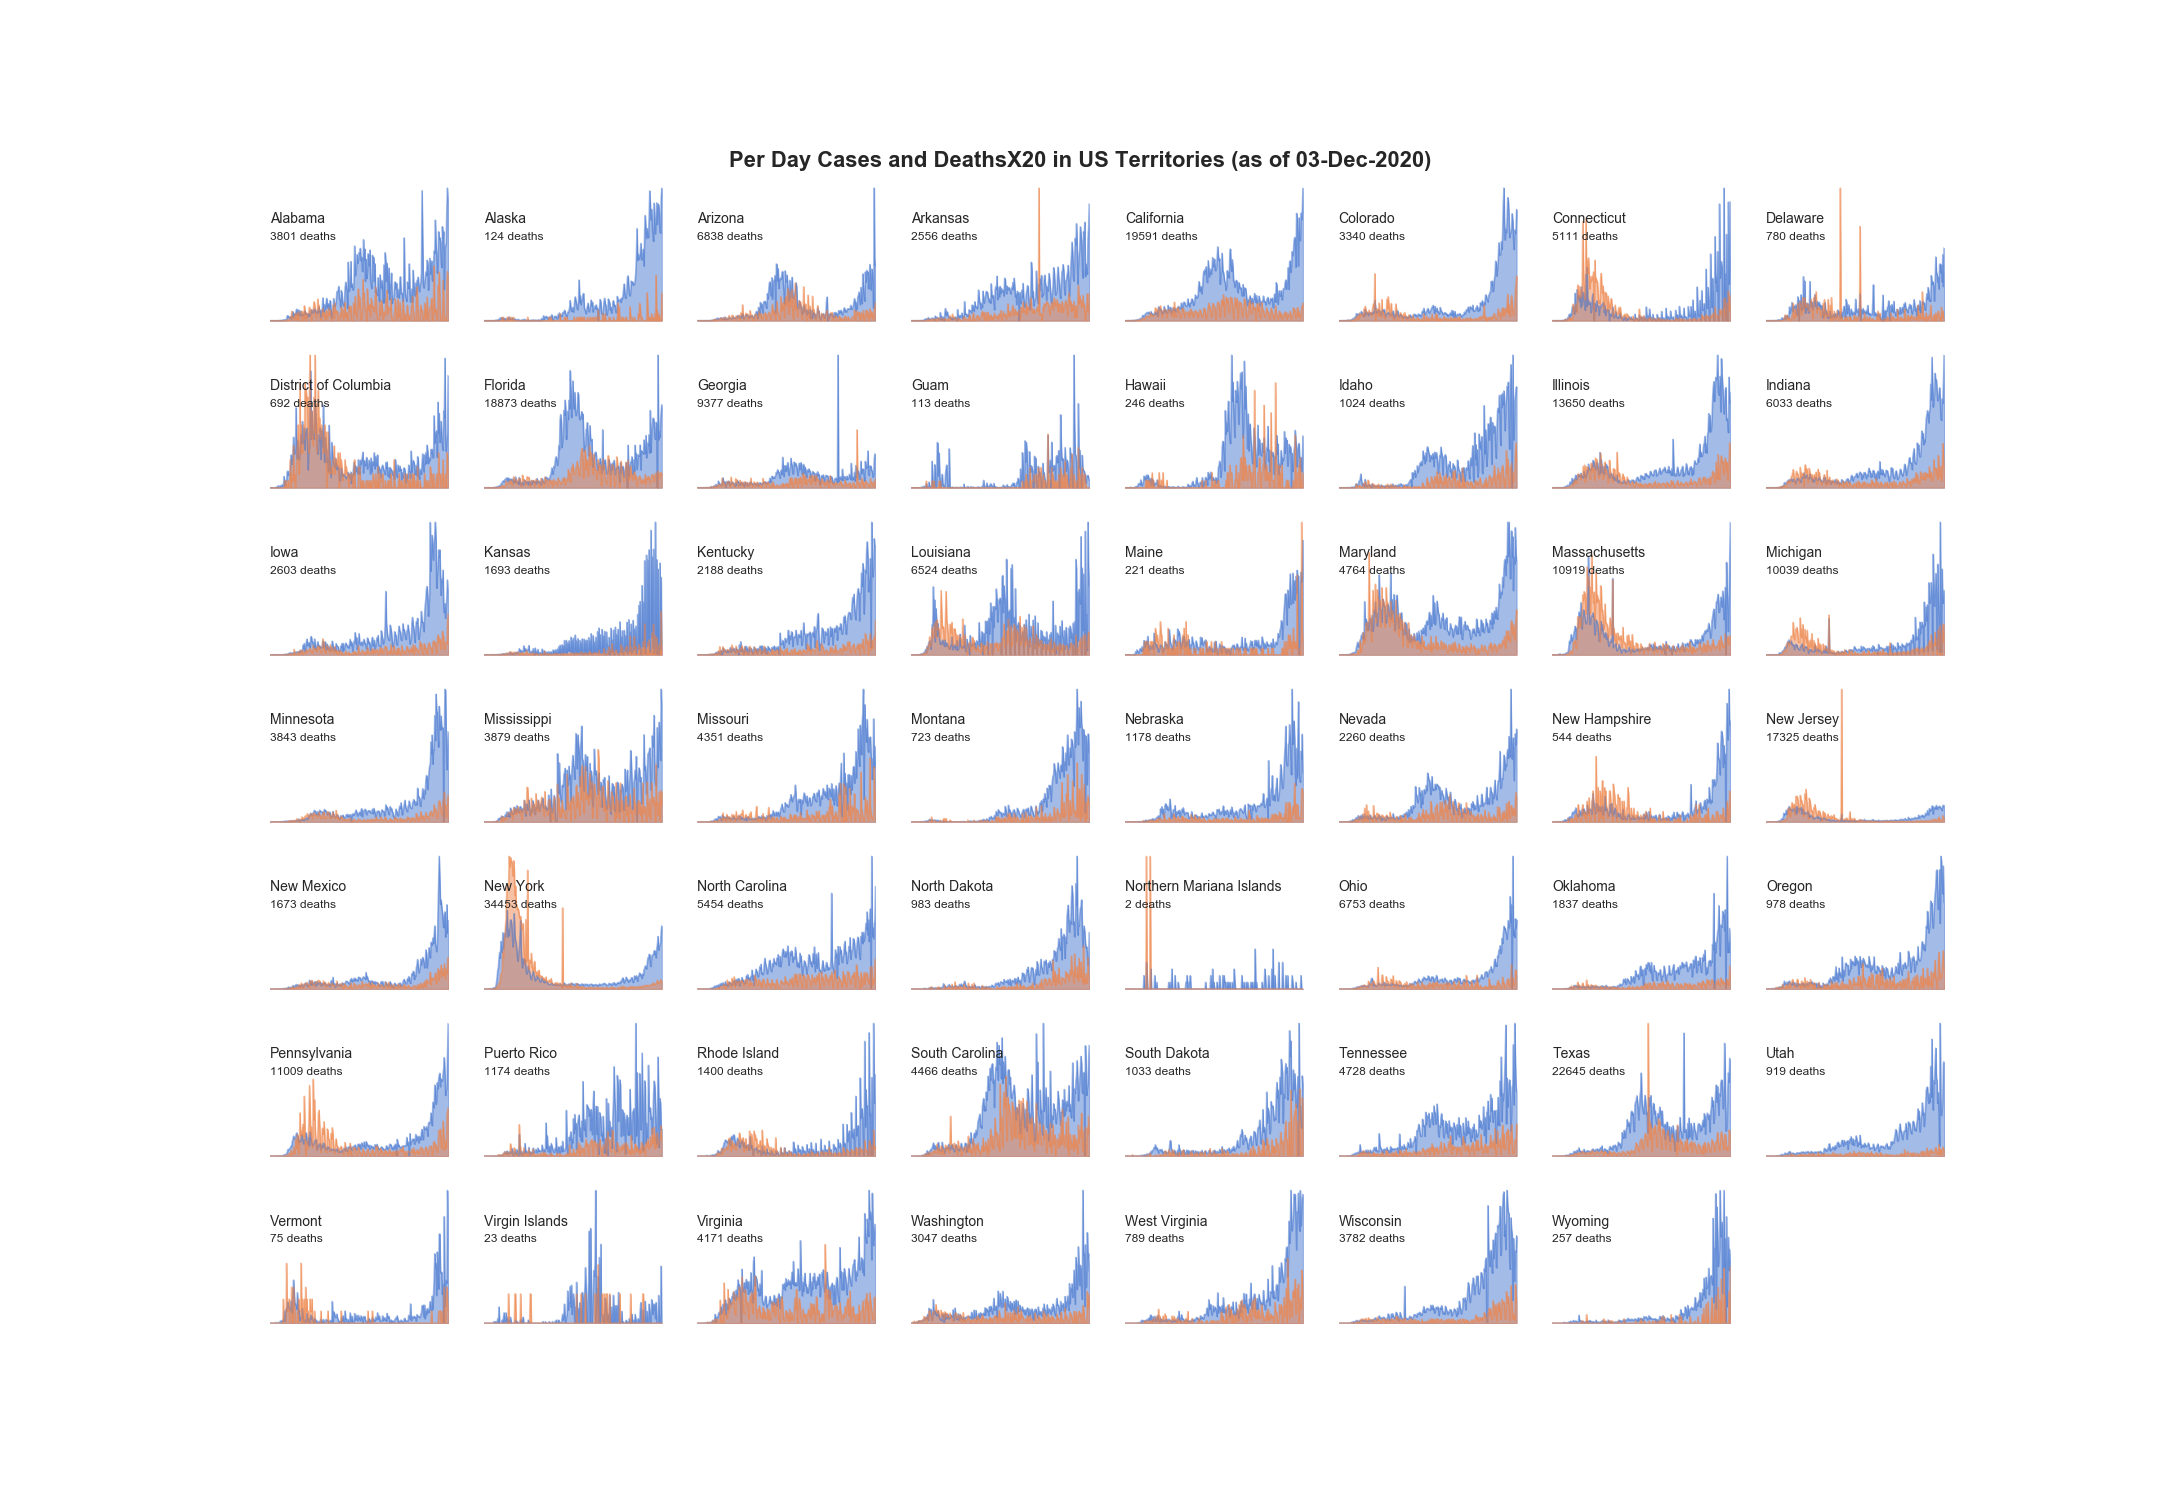 Per Day Cases and DeathsX20 in US Territories (as of 03-Dec-2020)
Alabama
3801 deaths
Alaska
124 deaths
Arizona
6838 deaths
Arkansas
2556 deaths
California
19591 deaths
Colorado
3340 deaths
Connecticut
5111 deaths
Delaware
780 deaths
District of Columbia
692 deaths
Florida
18873 deaths
Georgia
9377 deaths
Guam
113 deaths
Hawaii
246 deaths
Idaho
1024 deaths
Illinois
13650 deaths
Indiana
6033 deaths
Iowa
2603 deaths
Kansas
1693 deaths
Kentucky
2188 deaths
Louisiana
6524 deaths
Maine
221 deaths
Maryland
4764 deaths
Massachusetts
10919 deaths
Michigan
10039 deaths
Minnesota
3843 deaths
Mississippi
3879 deaths
Missouri
4351 deaths
Montana
723 deaths
Nebraska
1178 deaths
Nevada
2260 deaths
New Hampshire
544 deaths
New Jersey
17325 deaths
New Mexico
1673 deaths
New York
34453 deaths
North Carolina
5454 deaths
North Dakota
983 deaths
Northern Mariana Islands
2 deaths
Ohio
6753 deaths
Oklahoma
1837 deaths
Oregon
978 deaths
Pennsylvania
11009 deaths
Puerto Rico
1174 deaths
Rhode Island
1400 deaths
South Carolina
4466 deaths
South Dakota
1033 deaths
Tennessee
4728 deaths
Texas
22645 deaths
Utah
919 deaths
Vermont
75 deaths
Virgin Islands
23 deaths
Virginia
4171 deaths
Washington
3047 deaths
West Virginia
789 deaths
Wisconsin
3782 deaths
Wyoming
257 deaths